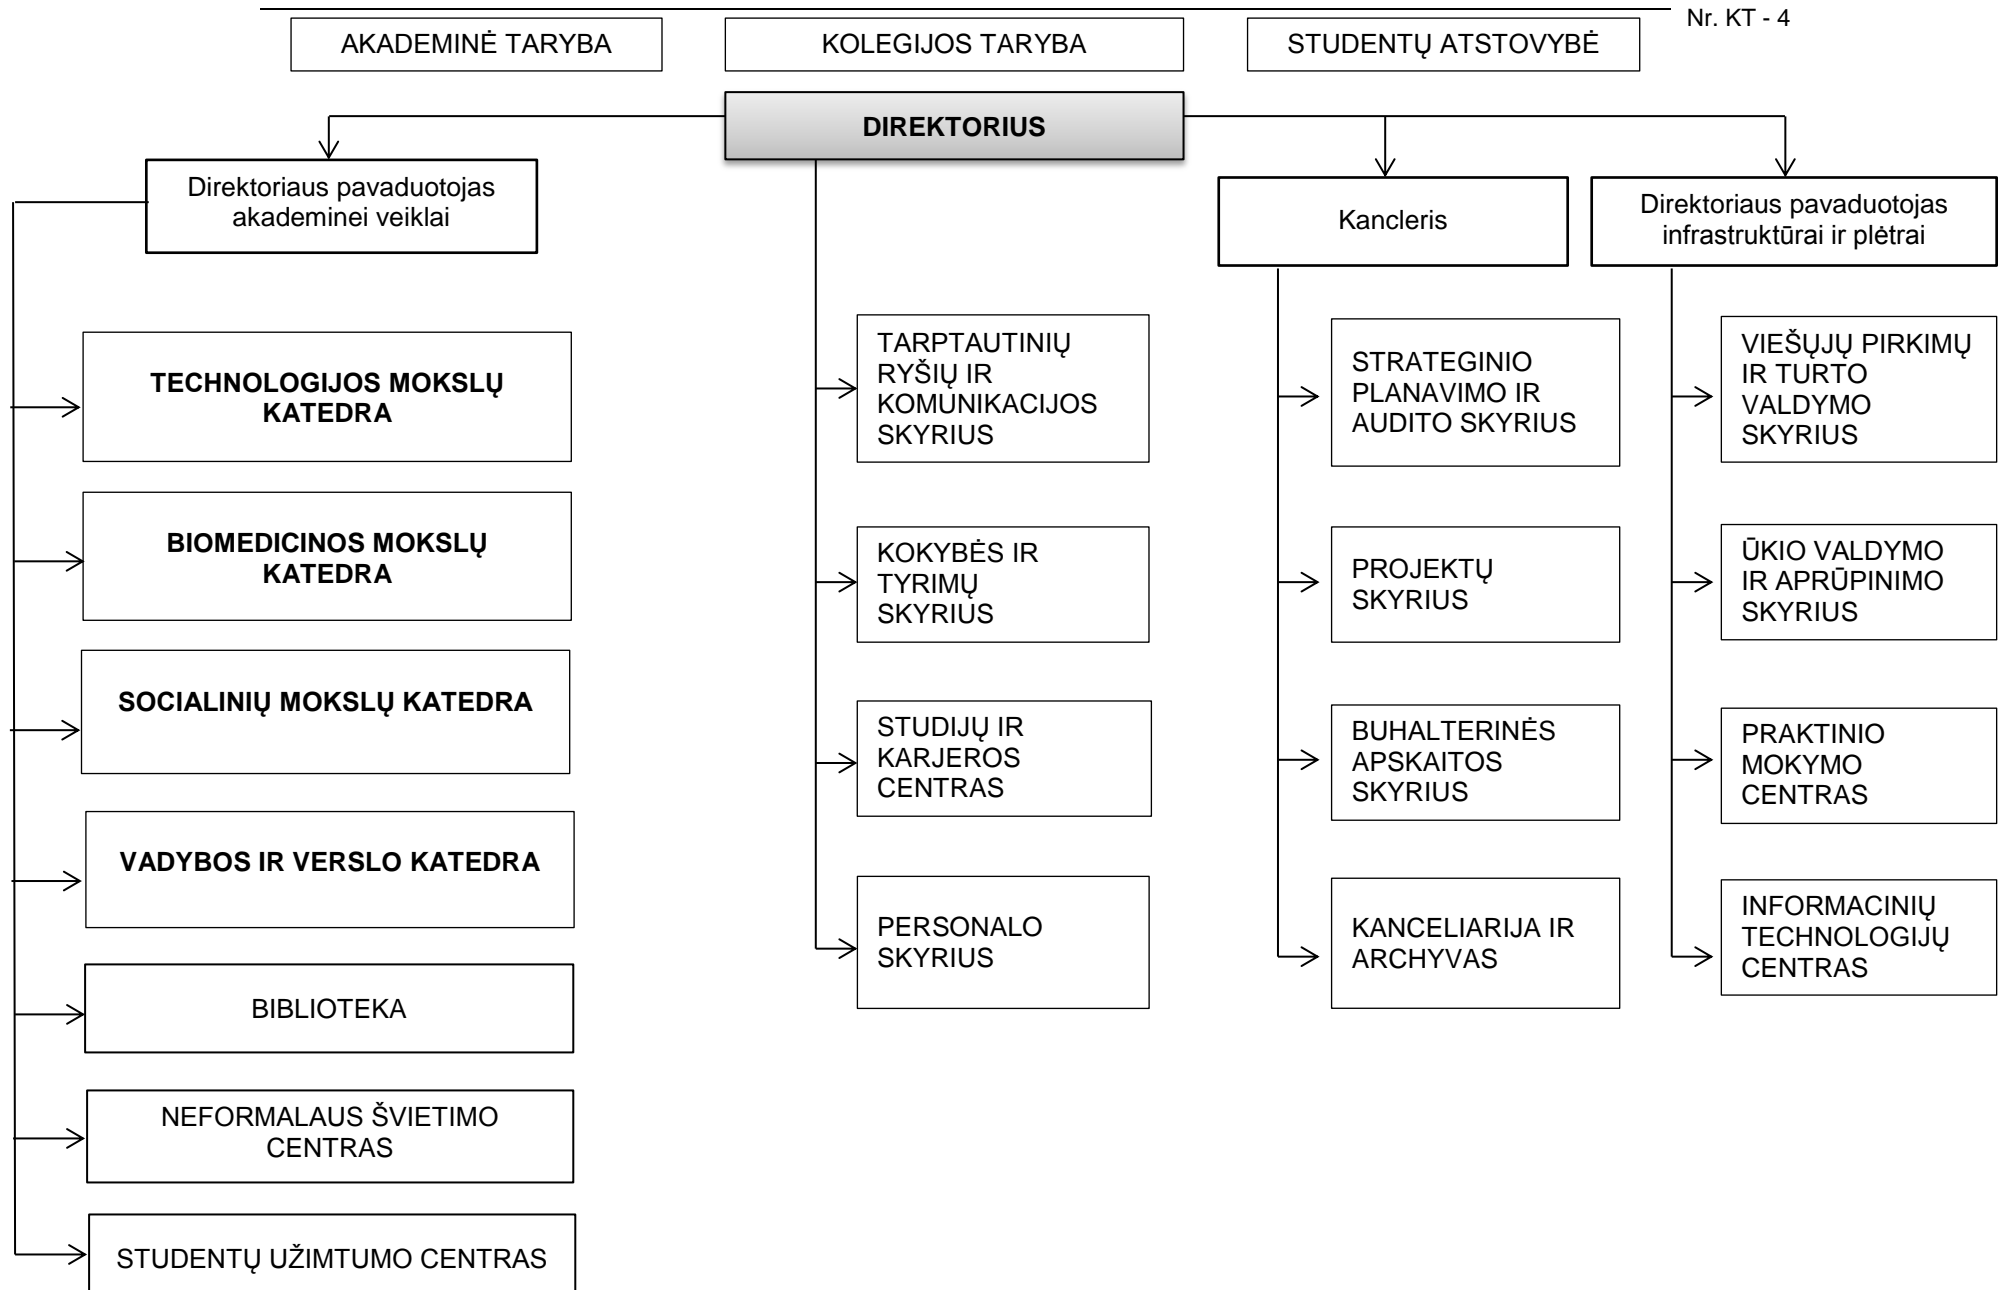 Nr. KT - 4
AKADEMINĖ TARYBA
KOLEGIJOS TARYBA
STUDENTŲ ATSTOVYBĖ
DIREKTORIUS
Direktoriaus pavaduotojas
akademinei veiklai
Kancleris
Direktoriaus pavaduotojas
infrastruktūrai ir plėtrai
TECHNOLOGIJOS MOKSLŲ
KATEDRA
BIOMEDICINOS MOKSLŲ
KATEDRA
SOCIALINIŲ MOKSLŲ KATEDRA
VADYBOS IR VERSLO KATEDRA
BIBLIOTEKA
NEFORMALAUS ŠVIETIMO
CENTRAS
STUDENTŲ UŽIMTUMO CENTRAS
TARPTAUTINIŲ
RYŠIŲ IR
KOMUNIKACIJOS
SKYRIUS
KOKYBĖS IR
TYRIMŲ
SKYRIUS
STUDIJŲ IR
KARJEROS
CENTRAS
PERSONALO
SKYRIUS
STRATEGINIO
PLANAVIMO IR
AUDITO SKYRIUS
PROJEKTŲ
SKYRIUS
BUHALTERINĖS
APSKAITOS
SKYRIUS
KANCELIARIJA IR
ARCHYVAS
VIEŠŲJŲ PIRKIMŲ
IR TURTO
VALDYMO
SKYRIUS
ŪKIO VALDYMO
IR APRŪPINIMO
SKYRIUS
PRAKTINIO
MOKYMO
CENTRAS
INFORMACINIŲ
TECHNOLOGIJŲ
CENTRAS